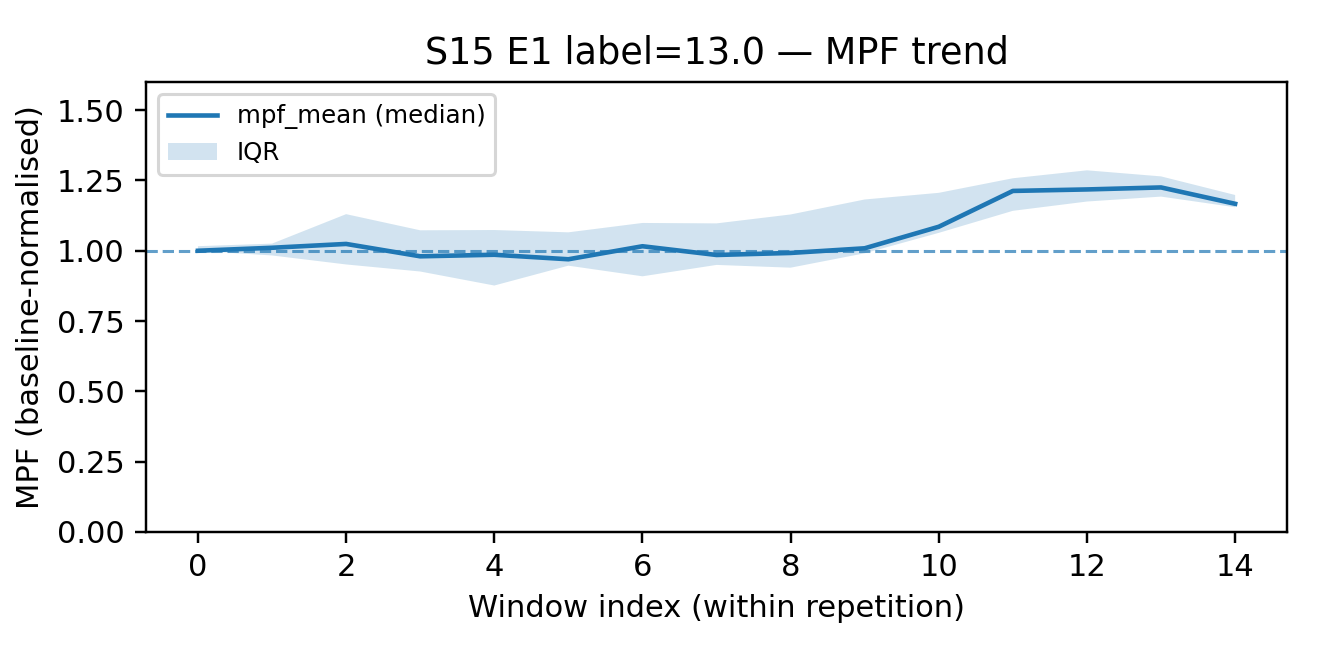 S15 E1 label=13.0 — MPF trend
mpf_mean (median)
IQR
MPF (baseline-normalised)
1.50
1.25
1.00
0.75
0.50
0.25
0.00
0 2 4 6 8 10 12 14
Window index (within repetition)